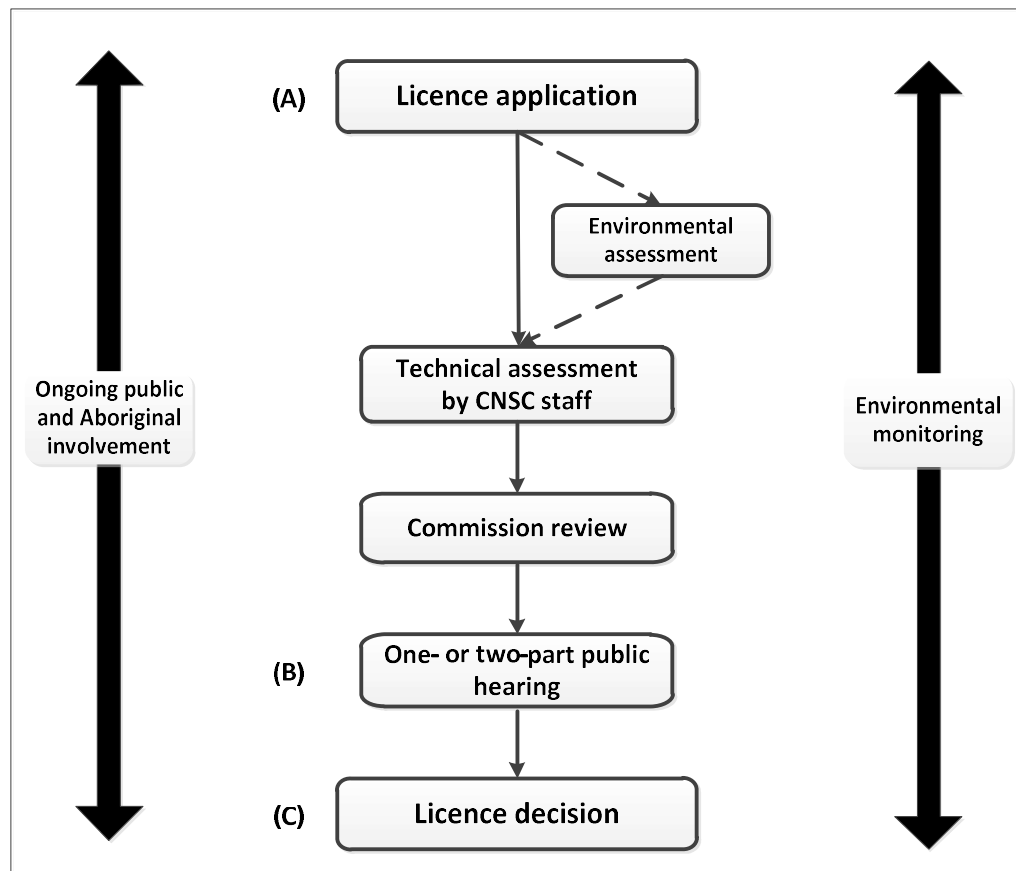 (A)
Licence application
Environmental
assessment
Technical assessment
by CNSC staff
Ongoing public
and Aboriginal
involvement
Environmental
monitoring
Commission review
(B)
One- or two-part public
hearing
(C)
Licence decision